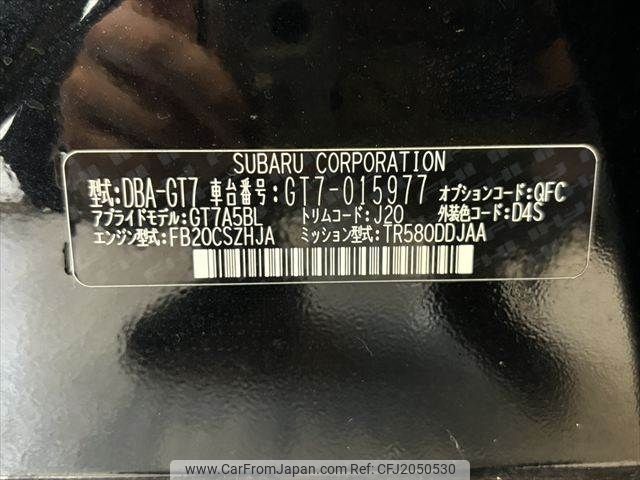 SUBARU CORPORATION
型式:DBA-GT7 車台番号:GT7-015977 オプションコード:QFC
アプライドモデル:GT7A5BL トリムコード:J20 外装色コード:D4S
エンジン型式:FB20CSZHJA ミッション型式:TR580DDJAA
www.carfromjapan.com - CFJ2050530